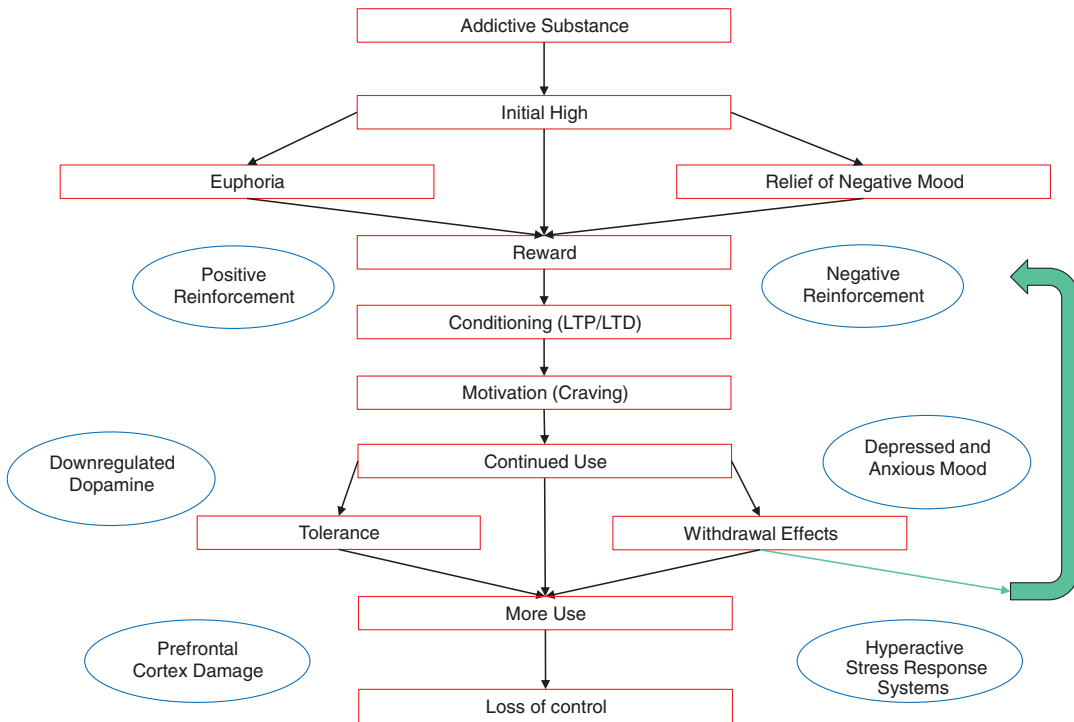 Addictive Substance
Initial High
Euphoria
Relief of Negative Mood
Reward
Positive
Reinforcement
Negative
Reinforcement
Conditioning (LTP/LTD)
Motivation (Craving)
Downregulated
Dopamine
Continued Use
Depressed and
Anxious Mood
Tolerance
Withdrawal Effects
More Use
Prefrontal
Cortex Damage
Hyperactive
Stress Response
Systems
Loss of control